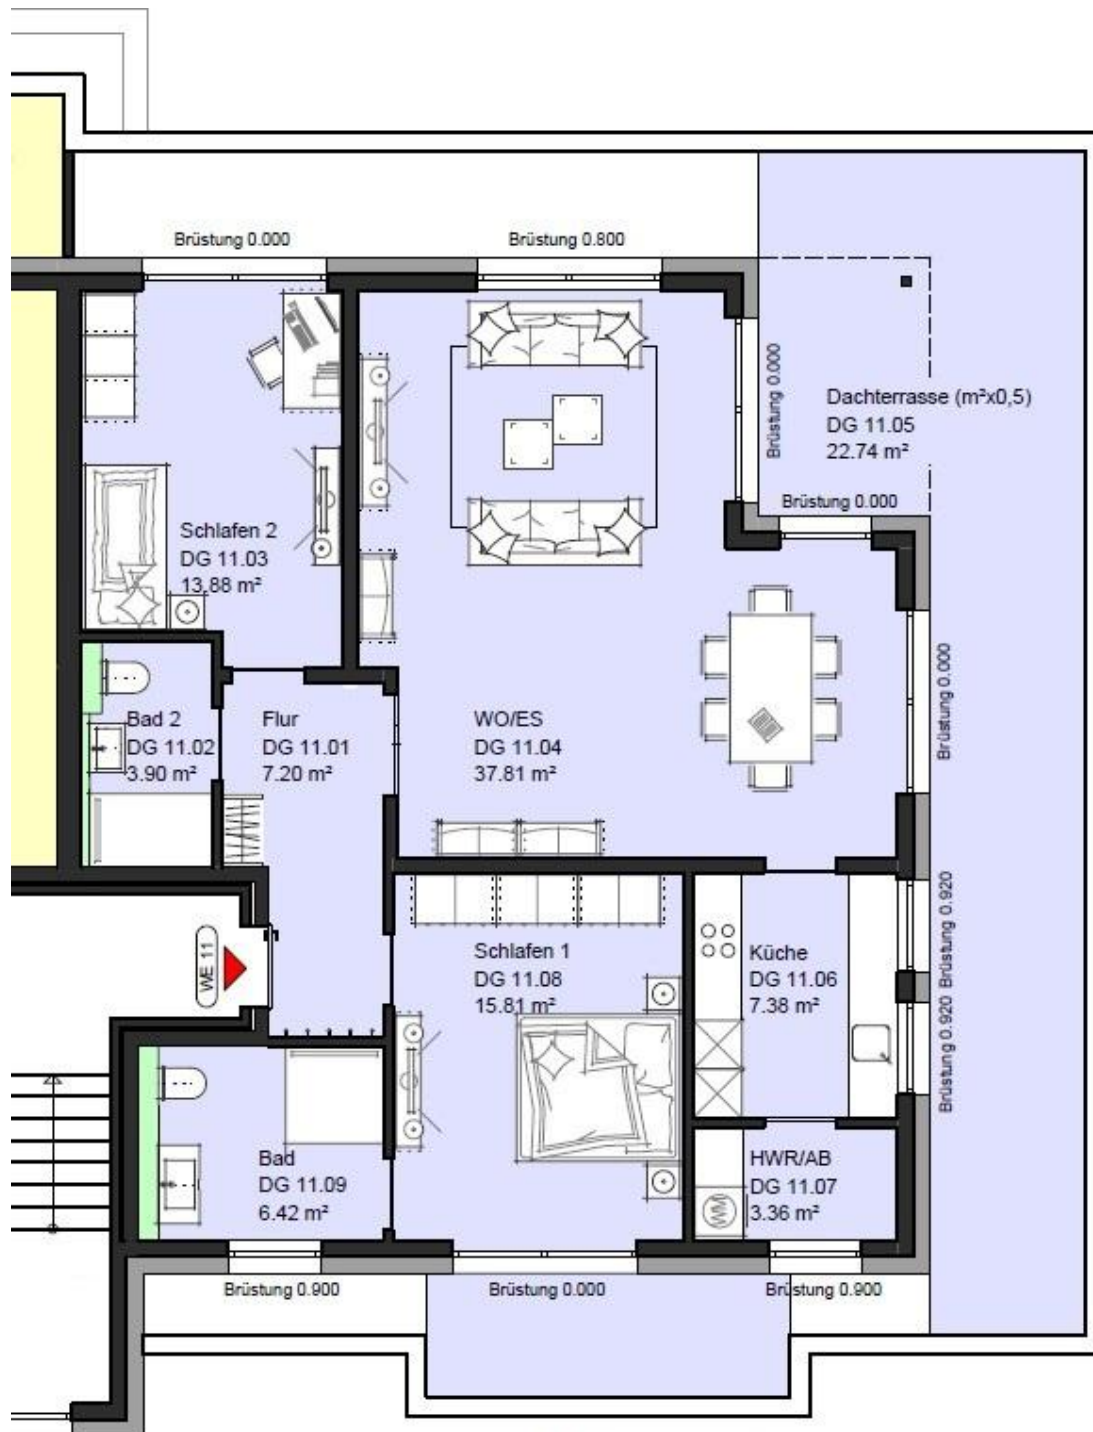 Brüstung 0.000
Brüstung 0.800
Brüstung 0.000
Dachterrasse (m²x0,5)
DG 11.05
22.74 m²
Brüstung 0.000
Schlafen 2
DG 11.03
13.88 m²
Brüstung 0.000
Bad 2
DG 11.02
3.90 m²
Flur
DG 11.01
7.20 m²
WO/ES
DG 11.04
37.81 m²
WE 11
Schlafen 1
DG 11.08
15.81 m²
Küche
DG 11.06
7.38 m²
Brüstung 0.920
Brüstung 0.920
Bad
DG 11.09
6.42 m²
HWR/AB
DG 11.07
3.36 m²
WM
Brüstung 0.900
Brüstung 0.000
Brüstung 0.900